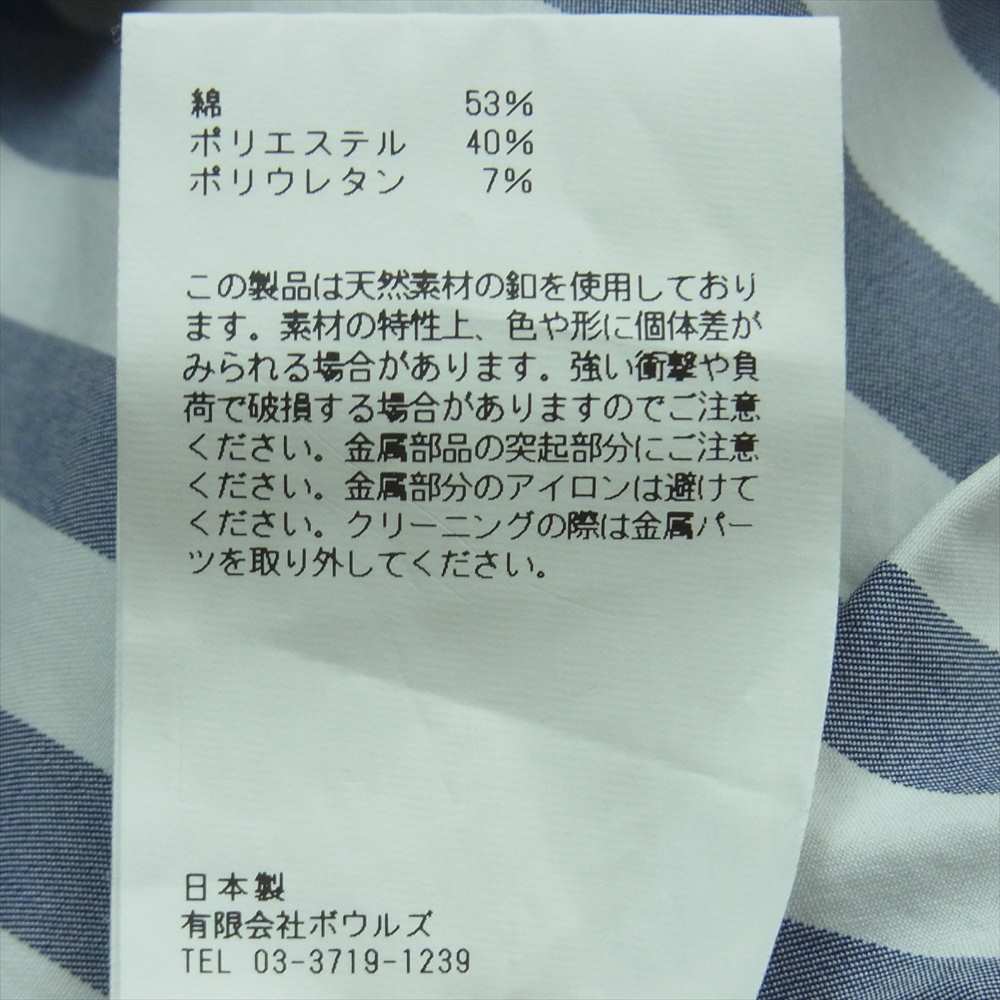 綿 53%
ポリエステル 40%
ポリウレタン 7%
この製品は天然素材の釦を使用しており
ます。素材の特性上、色や形に個体差が
みられる場合があります。強い衝撃や負
荷で破損する場合がありますのでご注意
ください。金属部品の突起部分にご注意
ください。金属部分のアイロンは避けて
ください。クリーニングの際は金属パー
ツを取り外してください。
日本製
有限会社ボウルズ
TEL 03-3719-1239